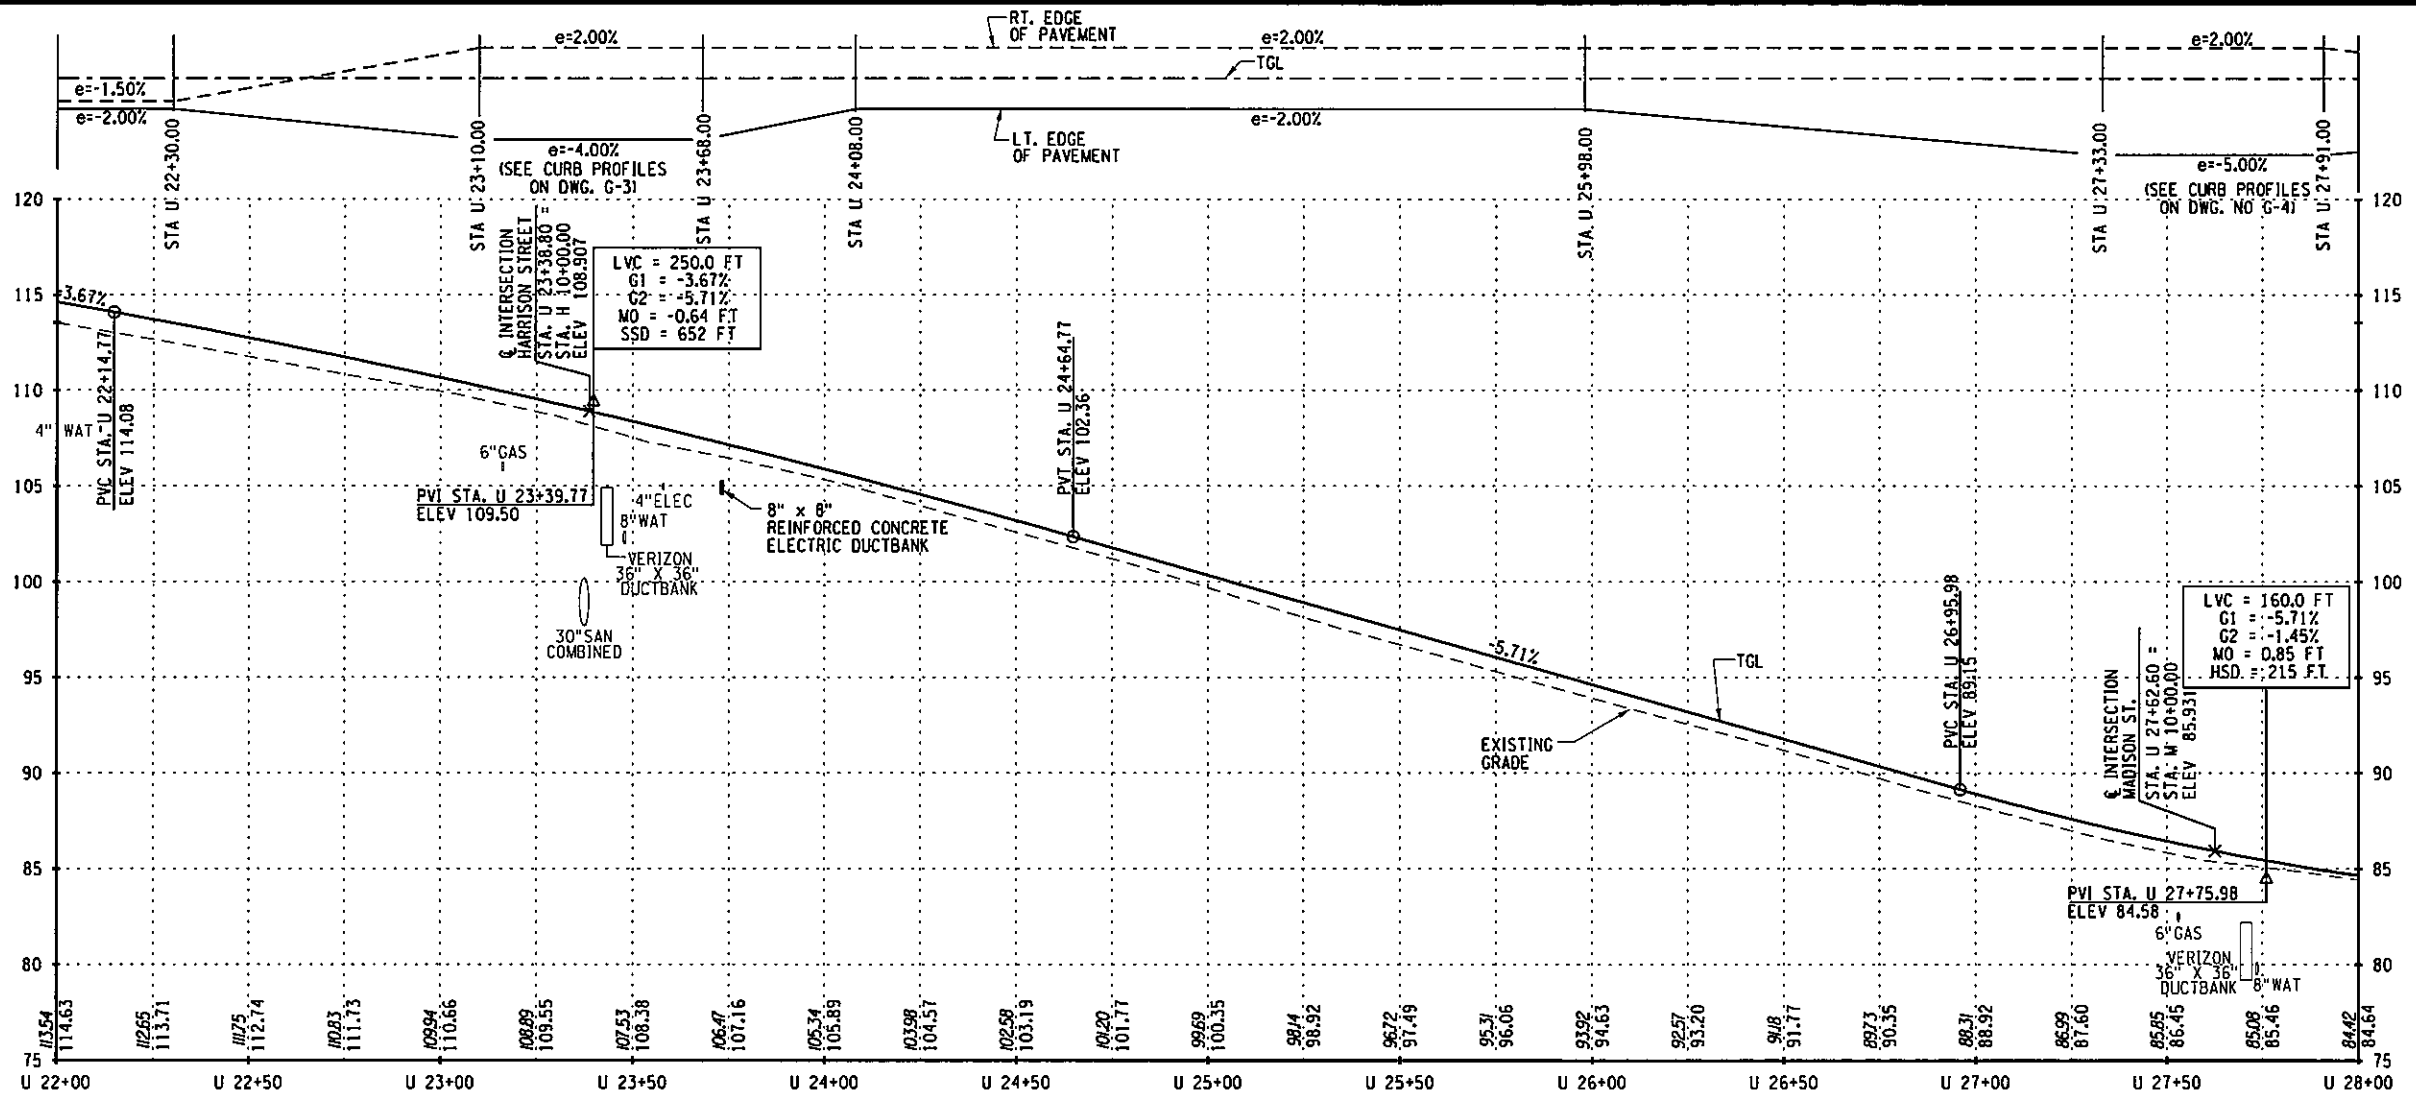 RT. EDGE
OF PAVEMENT
e=2.00%
e=2.00%
e=2.00%
TGL
e=-1.50%
e=-2.00%
e=-2.00%
LT. EDGE
OF PAVEMENT
e=-4.00%
(SEE CURB PROFILES
ON DWG. G-3)
e=-5.00%
(SEE CURB PROFILES
ON DWG. NO G-4)
STA U 22+30.00
STA U 23+10.00
STA U 23+68.00
STA U 24+08.00
STA. U 25+98.00
STA U 27+33.00
STA U 27+91.00
120
120
115
115
110
110
105
105
100
100
95
95
90
90
85
85
80
80
75
75
-3.67%
PVC STA. U 22+14.77
ELEV 114.08
4" WAT
℄ INTERSECTION
HARRISON STREET
STA. U 23+38.80 =
STA. H 10+00.00
ELEV 108.907
LVC = 250.0 FT
G1 = -3.67%
G2 = -5.71%
MO = -0.64 FT
SSD = 652 FT
6"GAS
PVI STA. U 23+39.77
ELEV 109.50
4"ELEC
8"WAT
VERIZON
36" X 36"
DUCTBANK
8" x 8"
REINFORCED CONCRETE
ELECTRIC DUCTBANK
30"SAN
COMBINED
PVT STA. U 24+64.77
ELEV 102.36
-5.71%
TGL
EXISTING
GRADE
PVC STA. U 26+95.98
ELEV 89.15
℄ INTERSECTION
MADISON ST.
STA. U 27+62.60 =
STA. M 10+00.00
ELEV 85.931
LVC = 160.0 FT
G1 = -5.71%
G2 = -1.45%
MO = 0.85 FT
HSD = 215 FT
PVI STA. U 27+75.98
ELEV 84.58
6"GAS
VERIZON
36" X 36"
DUCTBANK
8"WAT
113.54
114.63
112.65
113.71
111.75
112.74
110.83
111.73
109.94
110.66
108.89
109.55
107.53
108.38
106.47
107.16
105.34
105.89
103.98
104.57
102.58
103.19
101.20
101.77
99.69
100.35
98.14
98.92
96.72
97.49
95.31
96.06
93.92
94.63
92.57
93.20
91.18
91.77
89.73
90.35
88.31
88.92
86.99
87.60
85.85
86.45
85.08
85.46
84.42
84.64
U 22+00
U 22+50
U 23+00
U 23+50
U 24+00
U 24+50
U 25+00
U 25+50
U 26+00
U 26+50
U 27+00
U 27+50
U 28+00